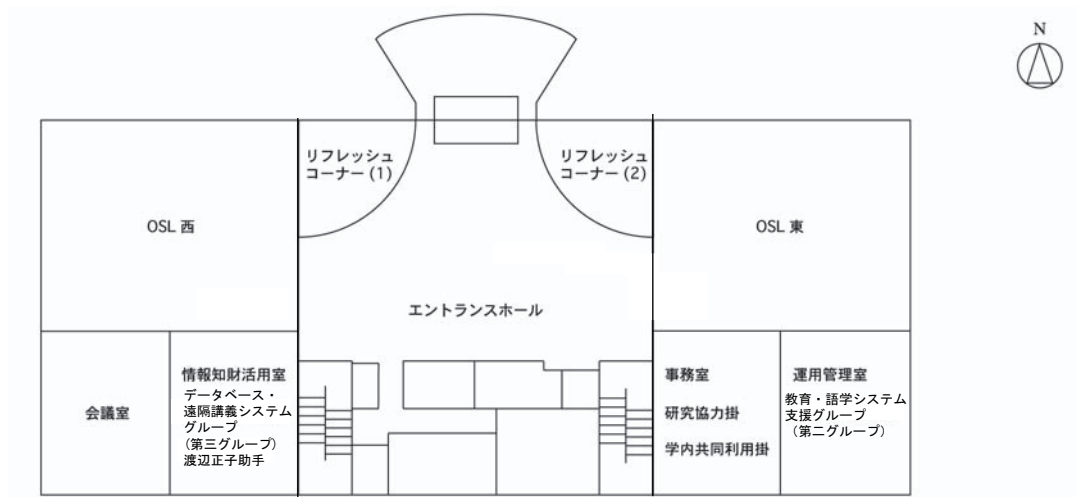 N
リフレッシュ
コーナー (1)
リフレッシュ
コーナー (2)
OSL 西
OSL 東
エントランスホール
会議室
情報知財活用室
データベース・
遠隔講義システム
グループ
(第三グループ)
渡辺正子助手
事務室
研究協力掛
学内共同利用掛
運用管理室
教育・語学システム
支援グループ
(第二グループ)